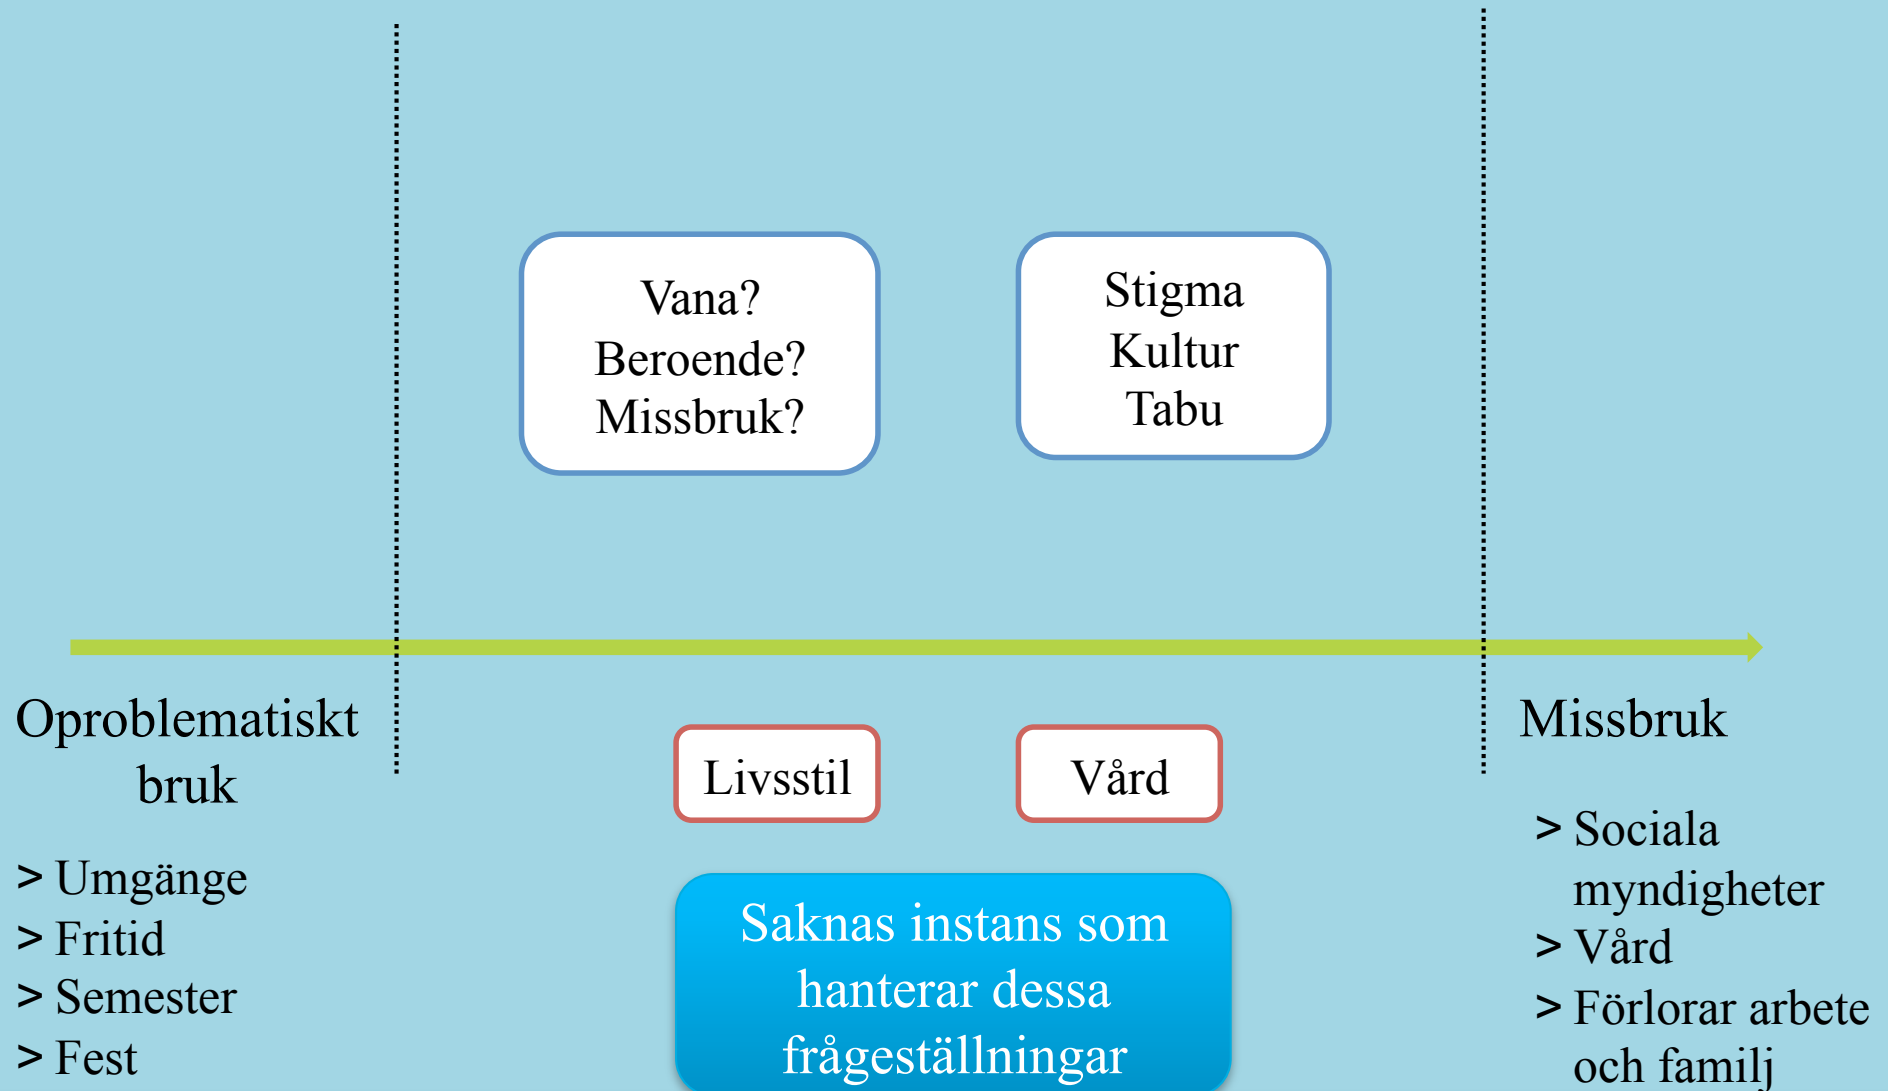 Vana?
Beroende?
Missbruk?
Stigma
Kultur
Tabu
Oproblematiskt
bruk
> Umgänge
> Fritid
> Semester
> Fest
Livsstil
Vård
Saknas instans som
hanterar dessa
frågeställningar
Missbruk
> Sociala
myndigheter
> Vård
> Förlorar arbete
och familj